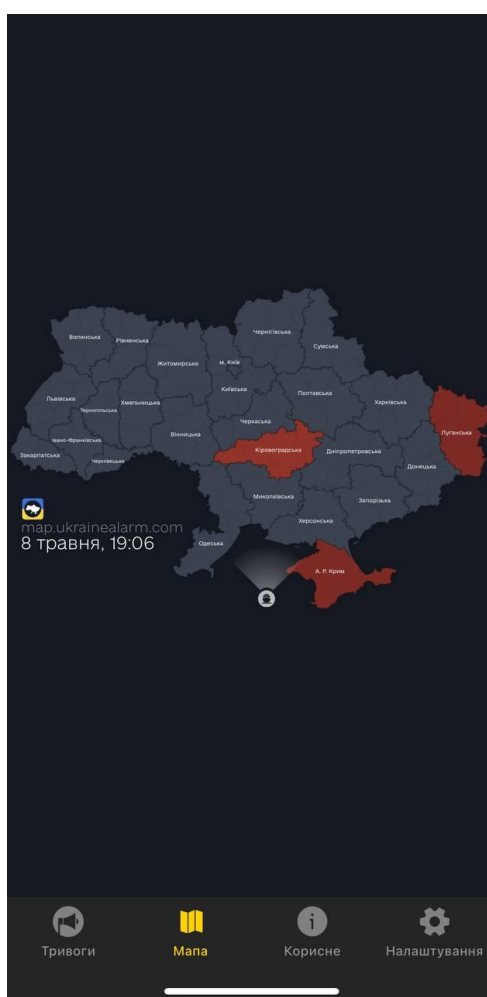 Чернігівська
Сумська
Волинська
Рівненська
Житомирська
м. Київ
Київська
Полтавська
Харківська
Львівська
Тернопільська
Хмельницька
Луганська
Черкаська
Вінницька
Івано-Франківська
Закарпатська
Чернівецька
Кіровоградська
Дніпропетровська
Донецька
Миколаївська
Запорізька
Херсонська
Одеська
А. Р. Крим
map.ukrainealarm.com
8 травня, 19:06
Тривоги
Мапа
Корисне
Налаштування